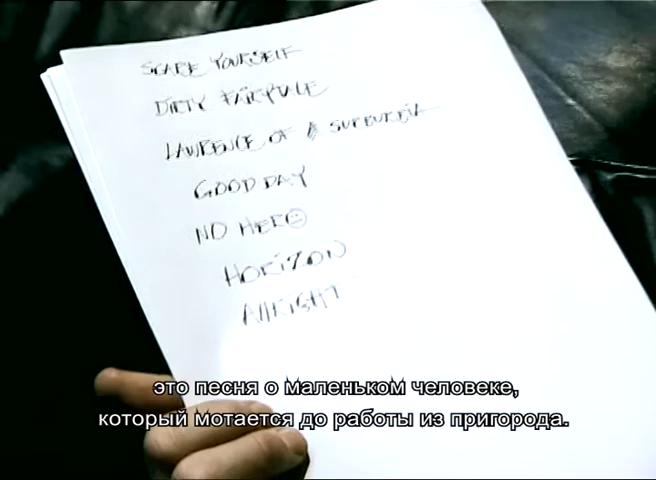 SCARE YOURSELF
DIRTY FAIRYTALE
LAWRENCE OF SUBURBIA
GOOD DAY
NO HERO
HORIZON
ALLRIGHT
это песня о маленьком человеке,
который мотается до работы из пригорода.